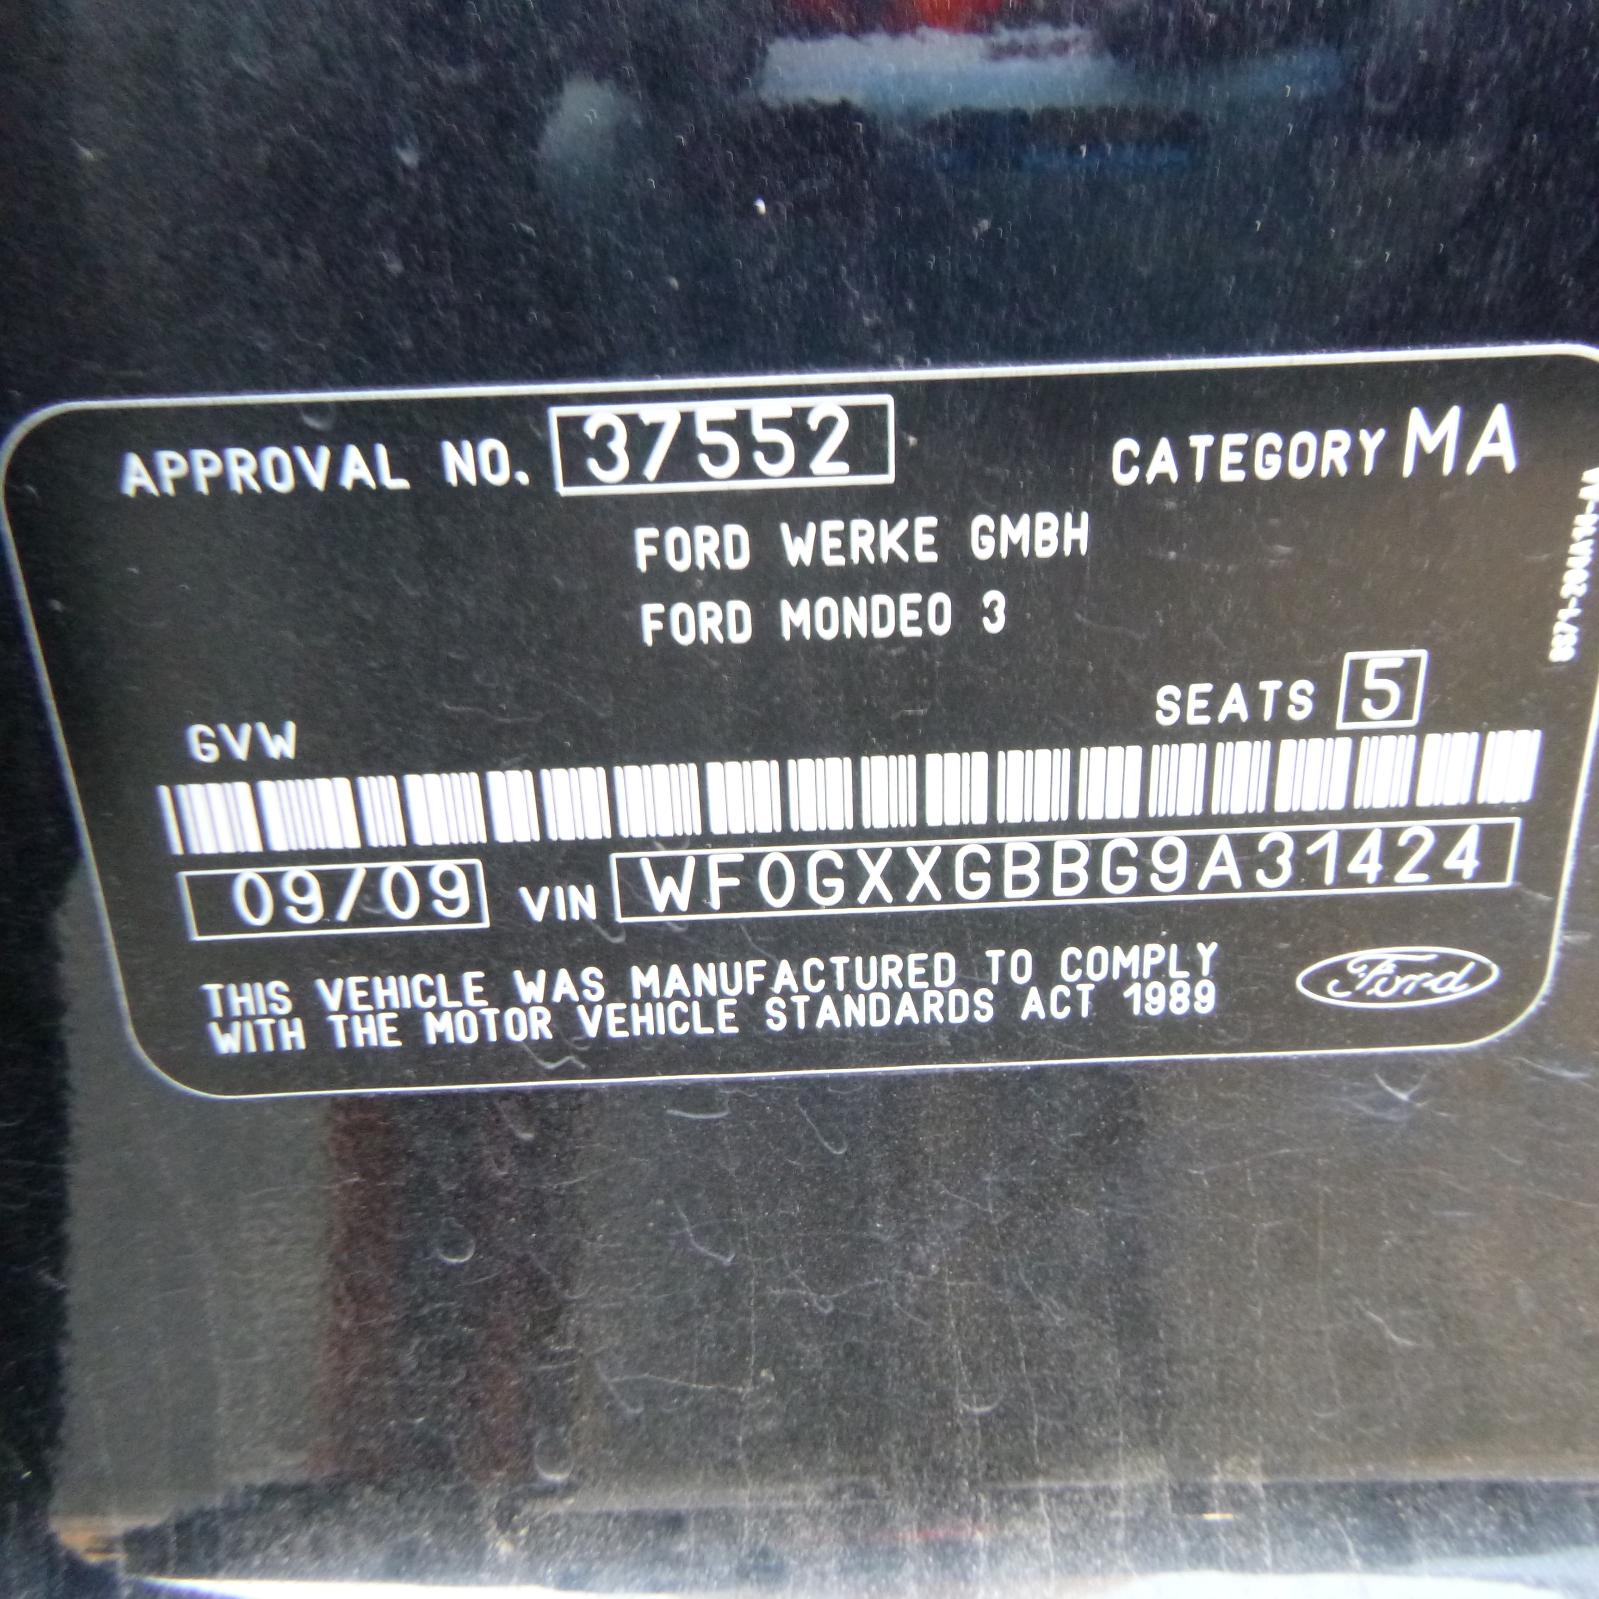 APPROVAL NO. 37552 CATEGORY MA
FORD WERKE GMBH
FORD MONDEO 3
GVW SEATS 5
09/09 VIN WF0GXXGBBG9A31424
THIS VEHICLE WAS MANUFACTURED TO COMPLY
WITH THE MOTOR VEHICLE STANDARDS ACT 1989
Ford